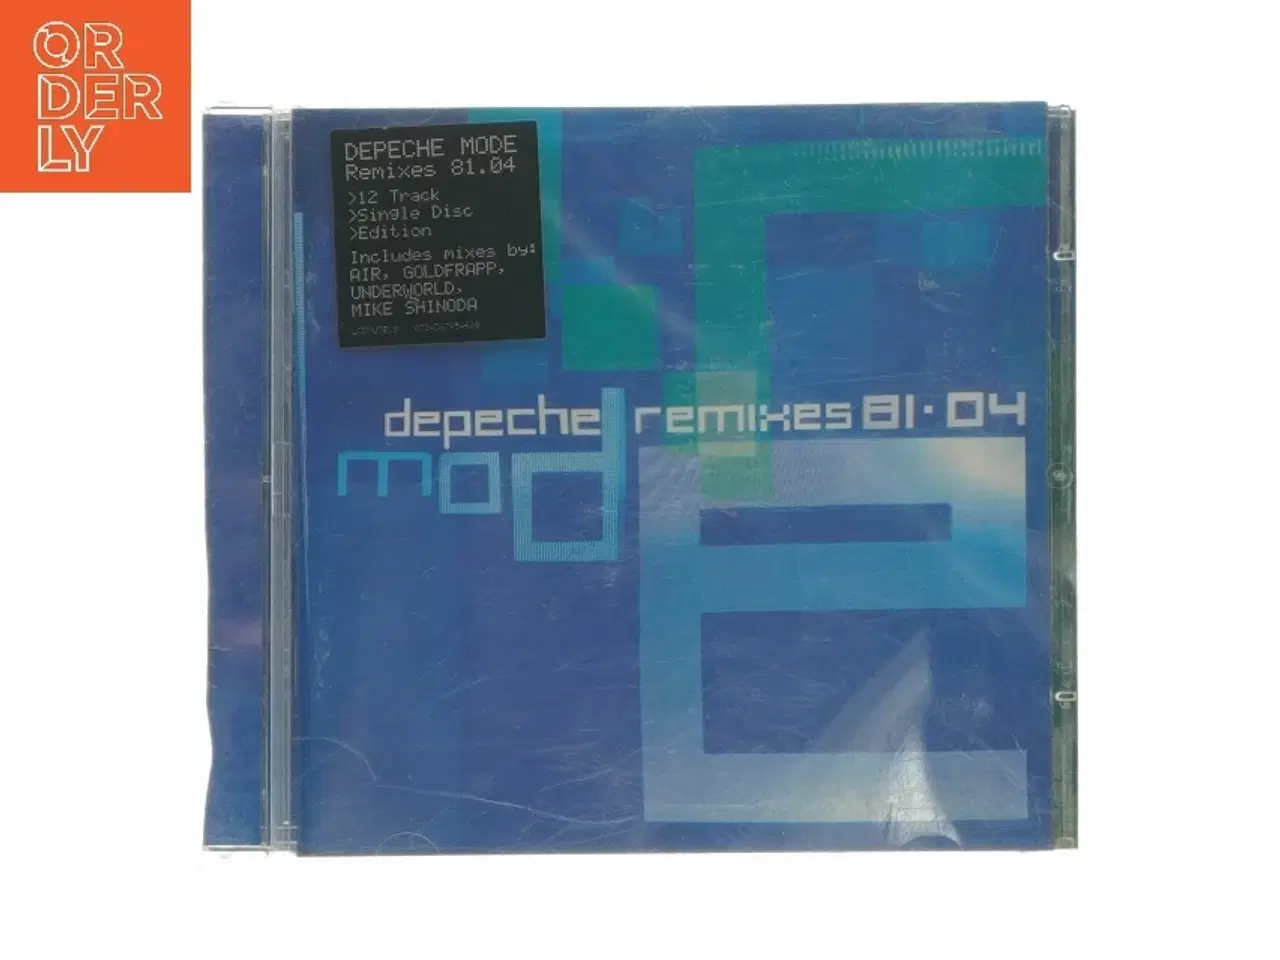 OR
DER
LY
DEPECHE MODE
Remixes 81.04
>12 Track
>Single Disc
>Edition
Includes mixes by:
AIR, GOLDFRAPP,
UNDERWORLD,
MIKE SHINODA
depeche remixes 81·04
mode